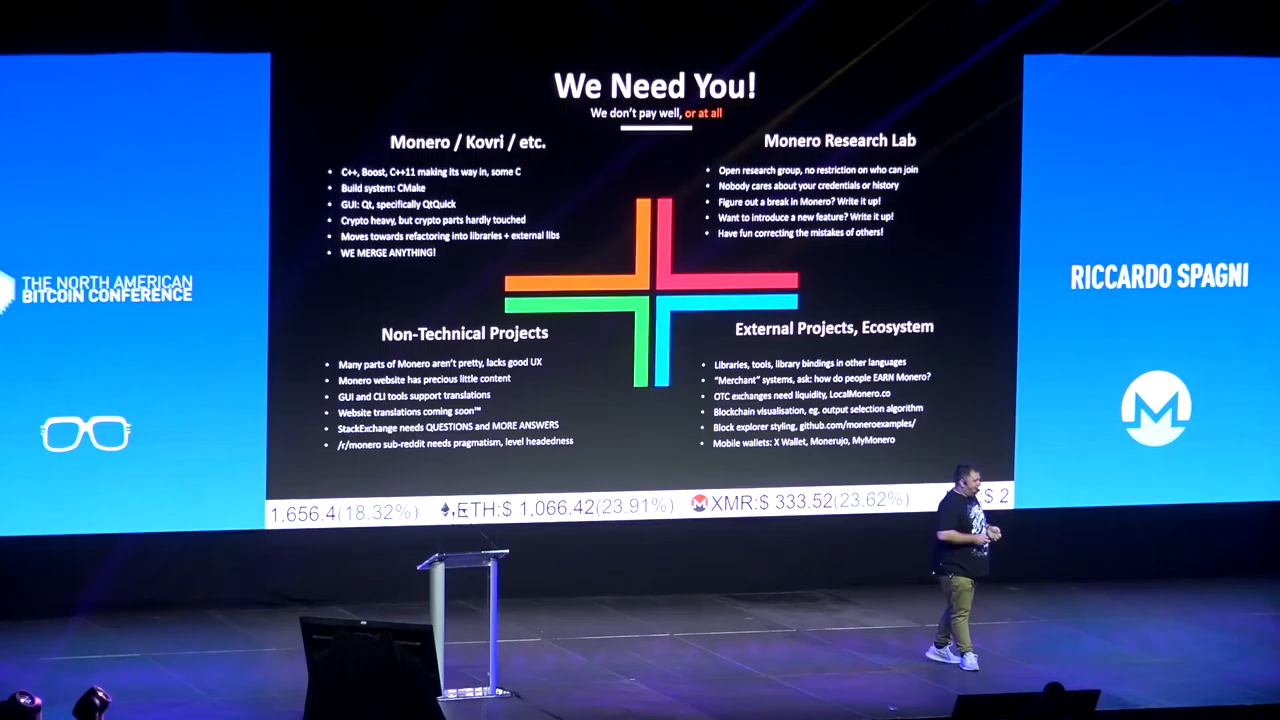 We Need You!
We don't pay well, or at all
Monero / Kovri / etc.
• C++, Boost, C++11 making its way in, some C
• Build system: CMake
• GUI: Qt, specifically QtQuick
• Crypto heavy, but crypto parts hardly touched
• Moves towards refactoring into libraries + external libs
• WE MERGE ANYTHING!
Monero Research Lab
• Open research group, no restriction on who can join
• Nobody cares about your credentials or history
• Figure out a break in Monero? Write it up!
• Want to introduce a new feature? Write it up!
• Have fun correcting the mistakes of others!
Non-Technical Projects
• Many parts of Monero aren't pretty, lacks good UX
• Monero website has precious little content
• GUI and CLI tools support translations
• Website translations coming soon™
• StackExchange needs QUESTIONS and MORE ANSWERS
• /r/monero sub-reddit needs pragmatism, level headedness
External Projects, Ecosystem
• Libraries, tools, library bindings in other languages
• "Merchant" systems, ask: how do people EARN Monero?
• OTC exchanges need liquidity, LocalMonero.co
• Blockchain visualisation, eg. output selection algorithm
• Block explorer styling, github.com/moneroexamples/
• Mobile wallets: X Wallet, Monerujo, MyMonero
THE NORTH AMERICAN
BITCOIN CONFERENCE
RICCARDO SPAGNI
1.656.4(18.32%) ETH:$ 1,066.42(23.91%) XMR:$ 333.52(23.62%) $ 2